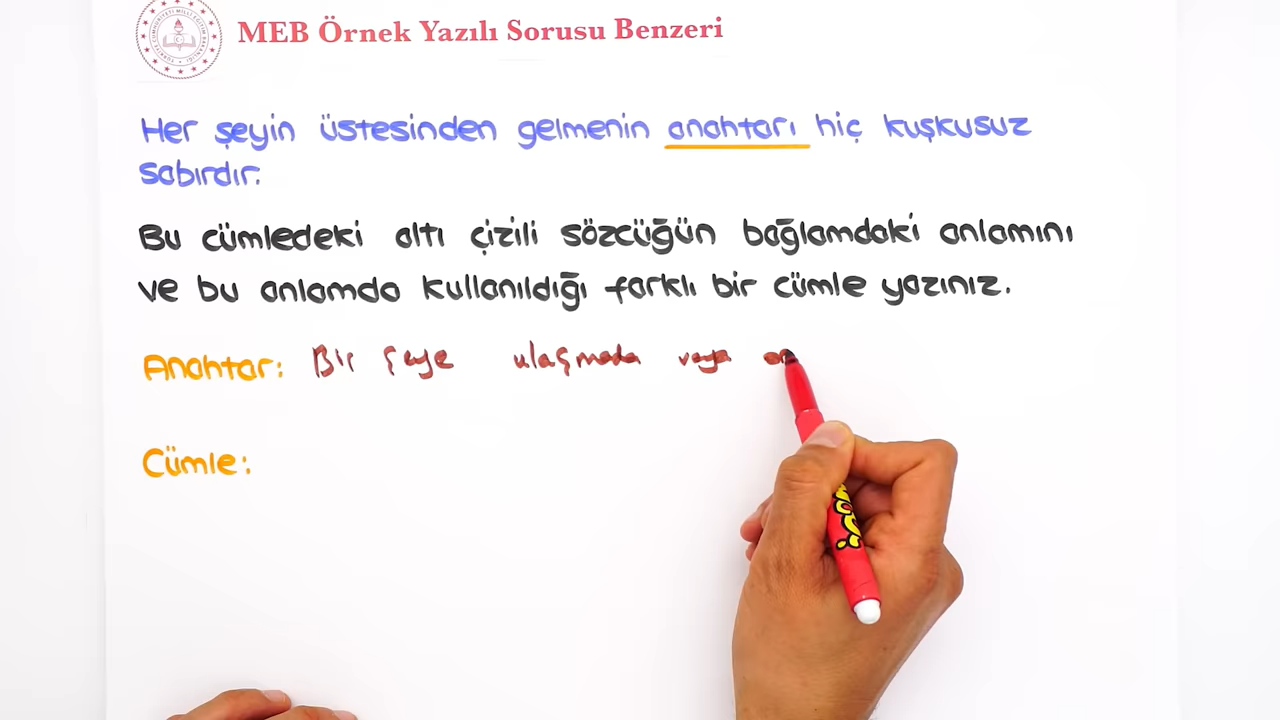 MEB Örnek Yazılı Sorusu Benzeri
Her şeyin üstesinden gelmenin anahtarı hiç kuşkusuz
sabırdır.
Bu cümledeki altı çizili sözcüğün bağlamdaki anlamını
ve bu anlamda kullanıldığı farklı bir cümle yazınız.
Anahtar: Bir şeye ulaşmada veya
Cümle: